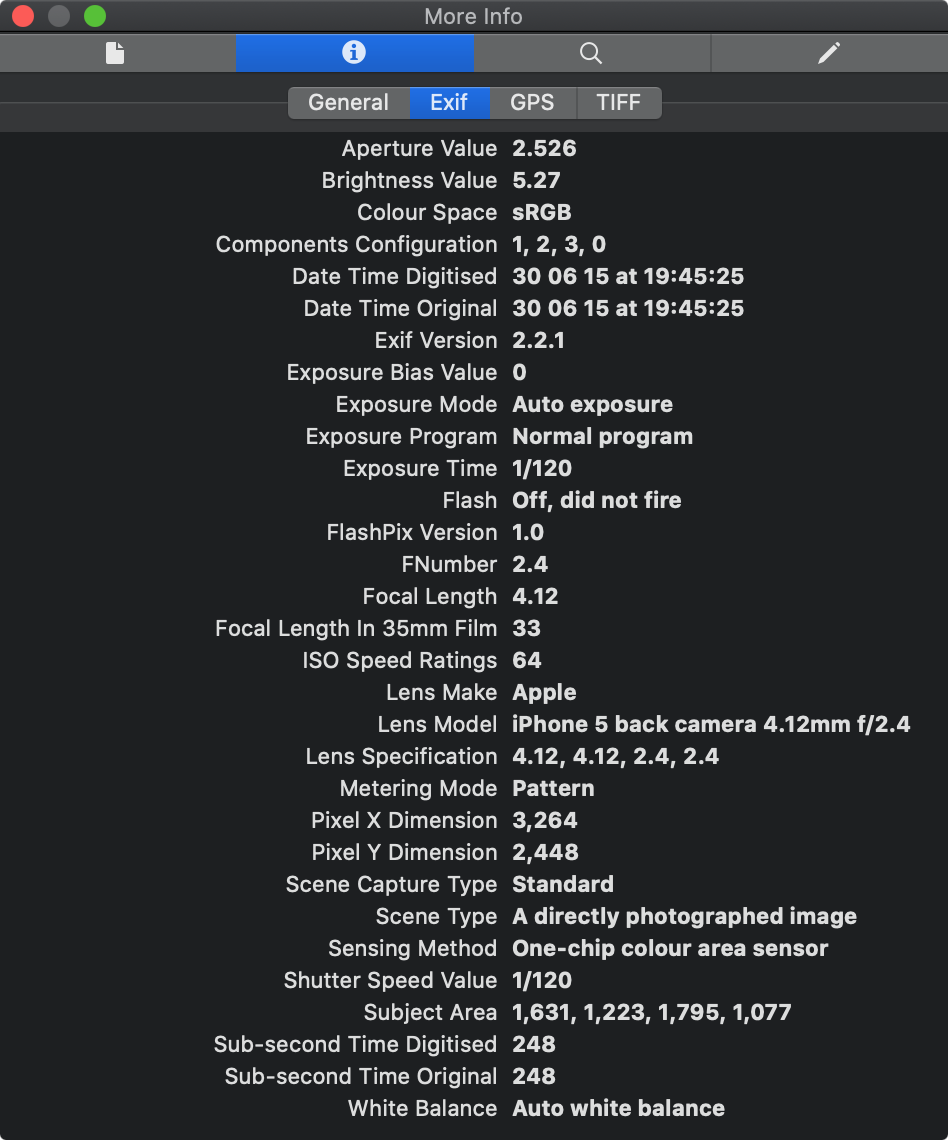 More Info
General Exif GPS TIFF
Aperture Value 2.526
Brightness Value 5.27
Colour Space sRGB
Components Configuration 1, 2, 3, 0
Date Time Digitised 30 06 15 at 19:45:25
Date Time Original 30 06 15 at 19:45:25
Exif Version 2.2.1
Exposure Bias Value 0
Exposure Mode Auto exposure
Exposure Program Normal program
Exposure Time 1/120
Flash Off, did not fire
FlashPix Version 1.0
FNumber 2.4
Focal Length 4.12
Focal Length In 35mm Film 33
ISO Speed Ratings 64
Lens Make Apple
Lens Model iPhone 5 back camera 4.12mm f/2.4
Lens Specification 4.12, 4.12, 2.4, 2.4
Metering Mode Pattern
Pixel X Dimension 3,264
Pixel Y Dimension 2,448
Scene Capture Type Standard
Scene Type A directly photographed image
Sensing Method One-chip colour area sensor
Shutter Speed Value 1/120
Subject Area 1,631, 1,223, 1,795, 1,077
Sub-second Time Digitised 248
Sub-second Time Original 248
White Balance Auto white balance